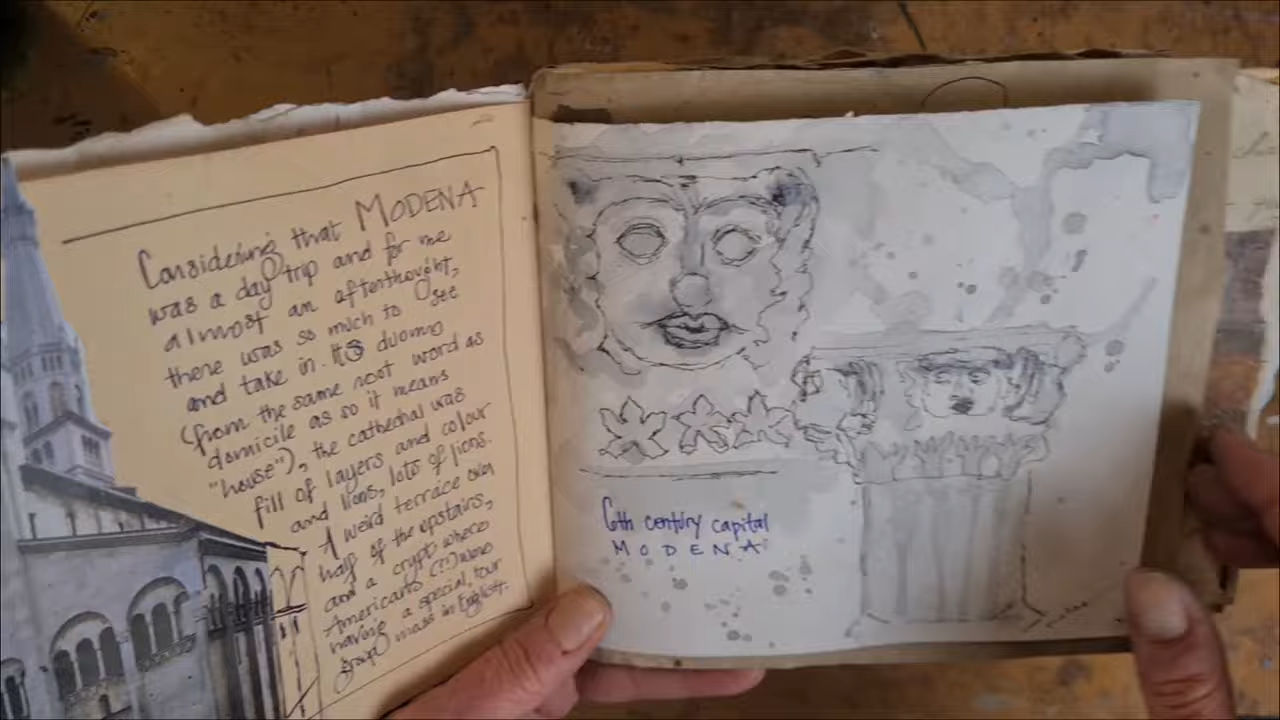 MODENA
Considering that
was a day trip and for me
almost an afterthought,
there was so much to see
and take in. Its duomo
(from the same root word as
domicile as so it means
"house"), the cathedral was
fill of layers and colour
and lions, lots of lions.
A weird terrace over
half of the upstairs,
and a crypt where
Americans (?!) were
having a special, tour
group mass in English.
6th century capital
MODENA